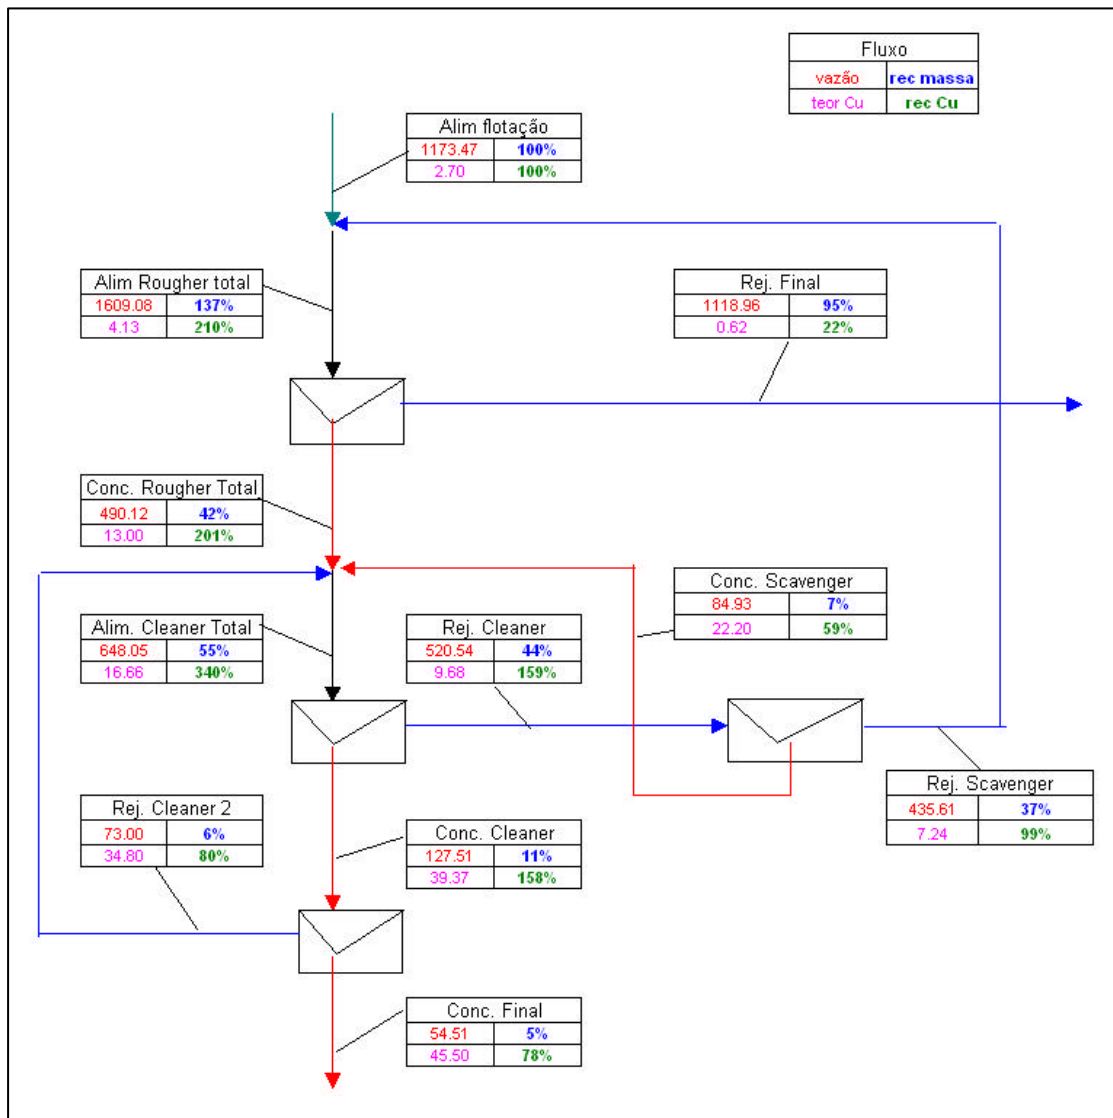 Fluxo
vazão rec massa
teor Cu rec Cu
Alim flotação
1173.47 100%
2.70 100%
Alim Rougher total
1609.08 137%
4.13 210%
Rej. Final
1118.96 95%
0.62 22%
Conc. Rougher Total
490.12 42%
13.00 201%
Conc. Scavenger
84.93 7%
22.20 59%
Alim. Cleaner Total
648.05 55%
16.66 340%
Rej. Cleaner
520.54 44%
9.68 159%
Rej. Scavenger
435.61 37%
7.24 99%
Rej. Cleaner 2
73.00 6%
34.80 80%
Conc. Cleaner
127.51 11%
39.37 158%
Conc. Final
54.51 5%
45.50 78%